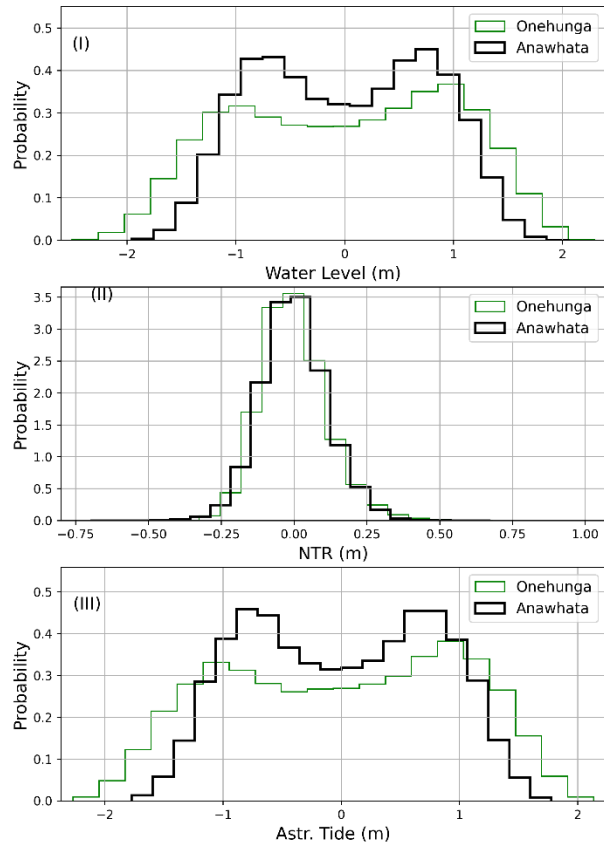 (I)
Onehunga
Anawhata
Probability
0.5
0.4
0.3
0.2
0.1
0.0
−2 −1 0 1 2
Water Level (m)
(II)
Onehunga
Anawhata
Probability
3.5
3.0
2.5
2.0
1.5
1.0
0.5
0.0
−0.75 −0.50 −0.25 0.00 0.25 0.50 0.75 1.00
NTR (m)
(III)
Onehunga
Anawhata
Probability
0.5
0.4
0.3
0.2
0.1
0.0
−2 −1 0 1 2
Astr. Tide (m)